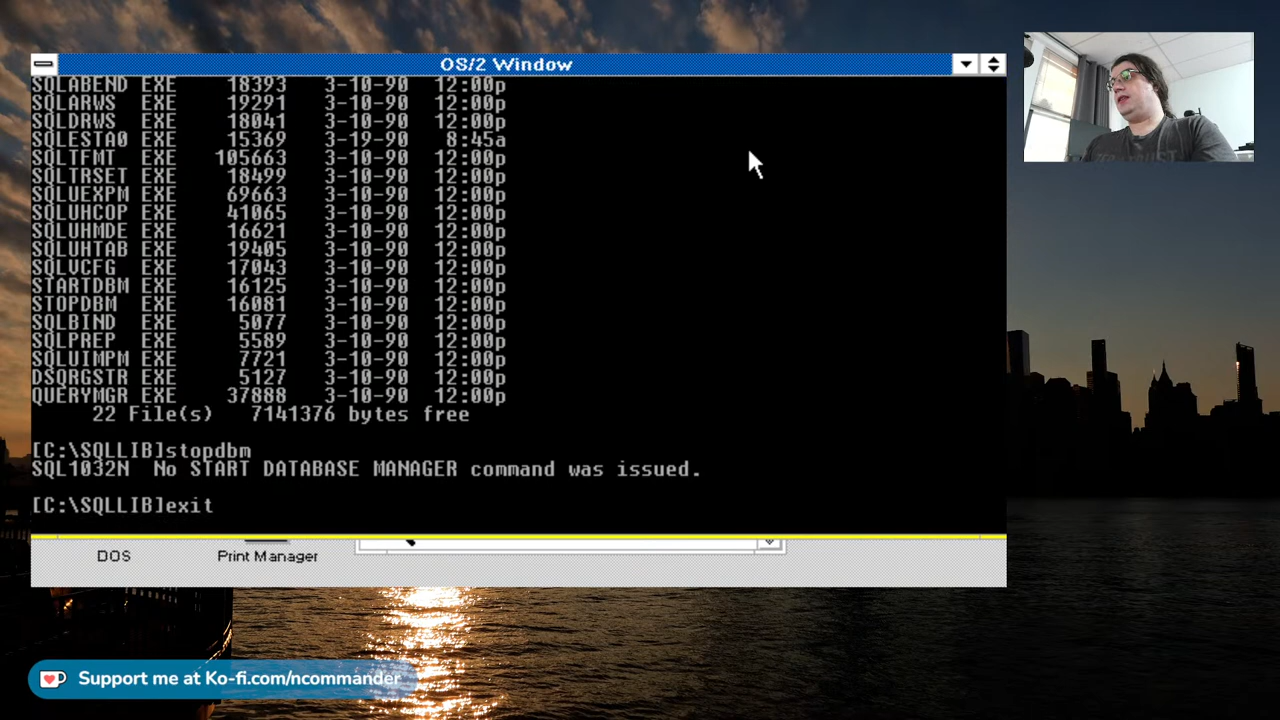 OS/2 Window
SQLABEND EXE 18393 3-10-90 12:00p
SQLARWS EXE 19291 3-10-90 12:00p
SQLDRWS EXE 18041 3-10-90 12:00p
SQLESTA0 EXE 15369 3-19-90 8:45a
SQLTFMT EXE 105663 3-10-90 12:00p
SQLTRSET EXE 18499 3-10-90 12:00p
SQLUEXPM EXE 69663 3-10-90 12:00p
SQLUHCOP EXE 41065 3-10-90 12:00p
SQLUHMDE EXE 16621 3-10-90 12:00p
SQLUHTAB EXE 19405 3-10-90 12:00p
SQLVCFG EXE 17043 3-10-90 12:00p
STARTDBM EXE 16125 3-10-90 12:00p
STOPDBM EXE 16081 3-10-90 12:00p
SQLBIND EXE 5077 3-10-90 12:00p
SQLPREP EXE 5589 3-10-90 12:00p
SQLUIMPM EXE 7721 3-10-90 12:00p
DSQRGSTR EXE 5127 3-10-90 12:00p
QUERYMGR EXE 37888 3-10-90 12:00p
22 File(s) 7141376 bytes free
[C:\SQLLIB]stopdbm
SQL1032N No START DATABASE MANAGER command was issued.
[C:\SQLLIB]exit
DOS Print Manager
Support me at Ko-fi.com/ncommander